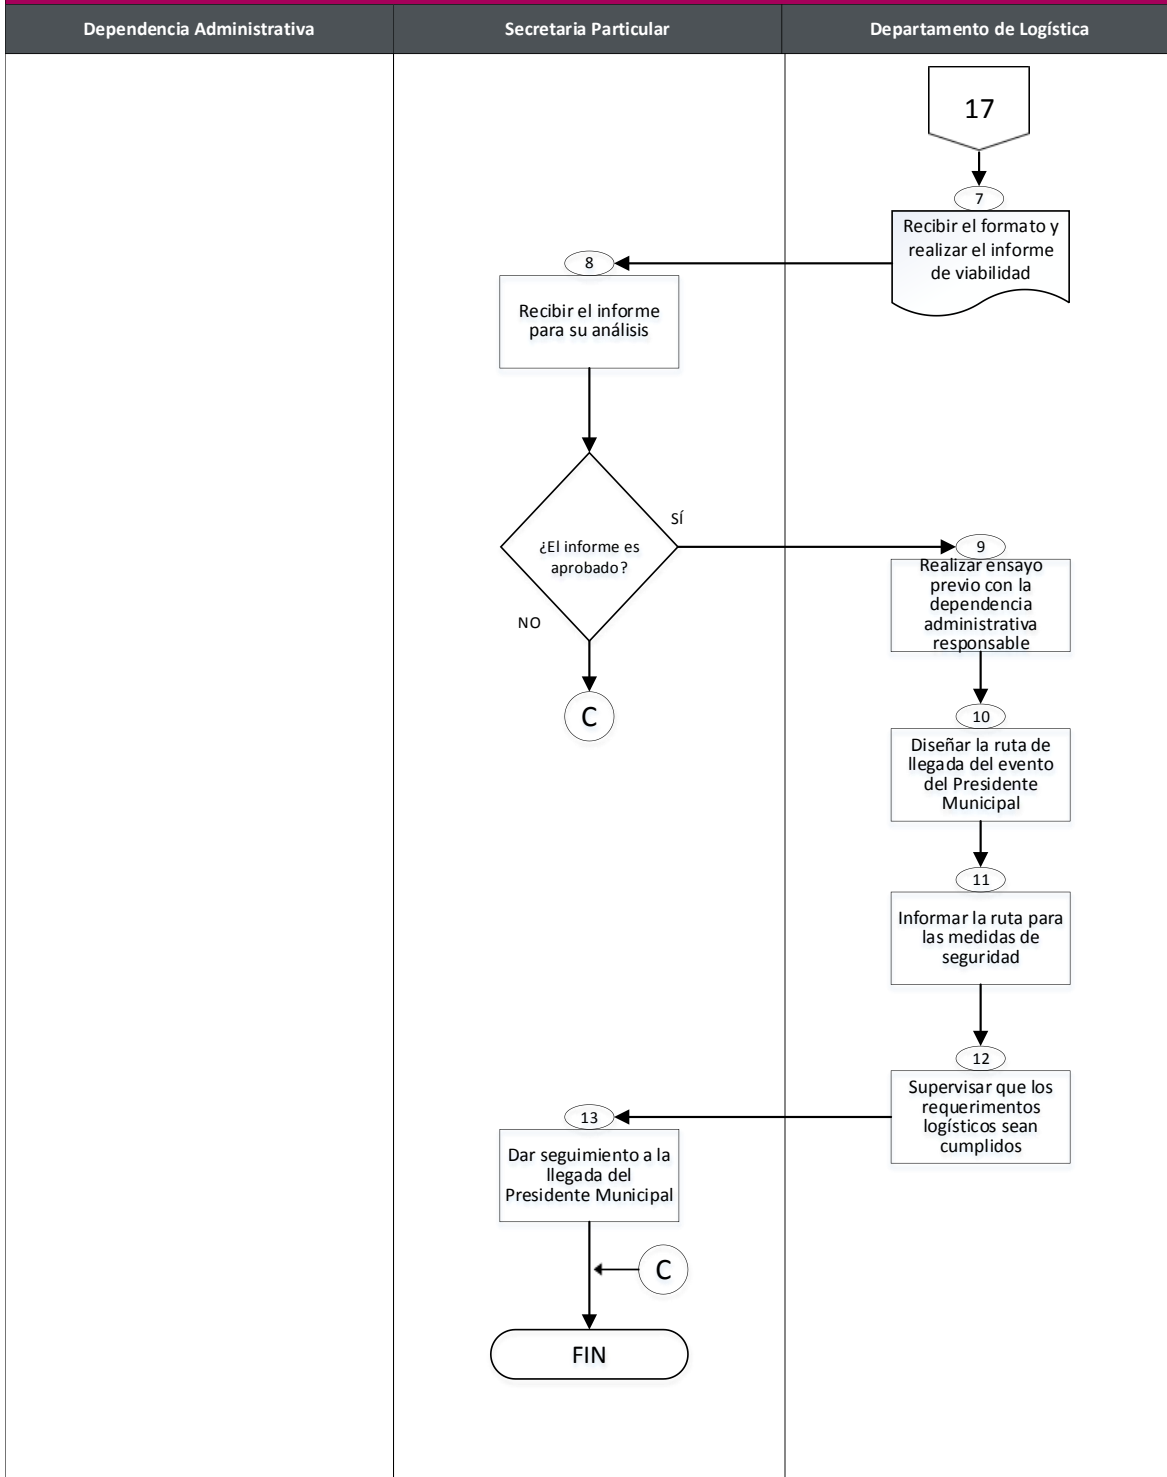 Dependencia Administrativa
Secretaria Particular
Departamento de Logística
17
7
Recibir el formato y
realizar el informe
de viabilidad
8
Recibir el informe
para su análisis
¿El informe es
aprobado?
SÍ
NO
C
9
Realizar ensayo
previo con la
dependencia
administrativa
responsable
10
Diseñar la ruta de
llegada del evento
del Presidente
Municipal
11
Informar la ruta para
las medidas de
seguridad
12
Supervisar que los
requerimentos
logísticos sean
cumplidos
13
Dar seguimiento a la
llegada del
Presidente Municipal
C
FIN